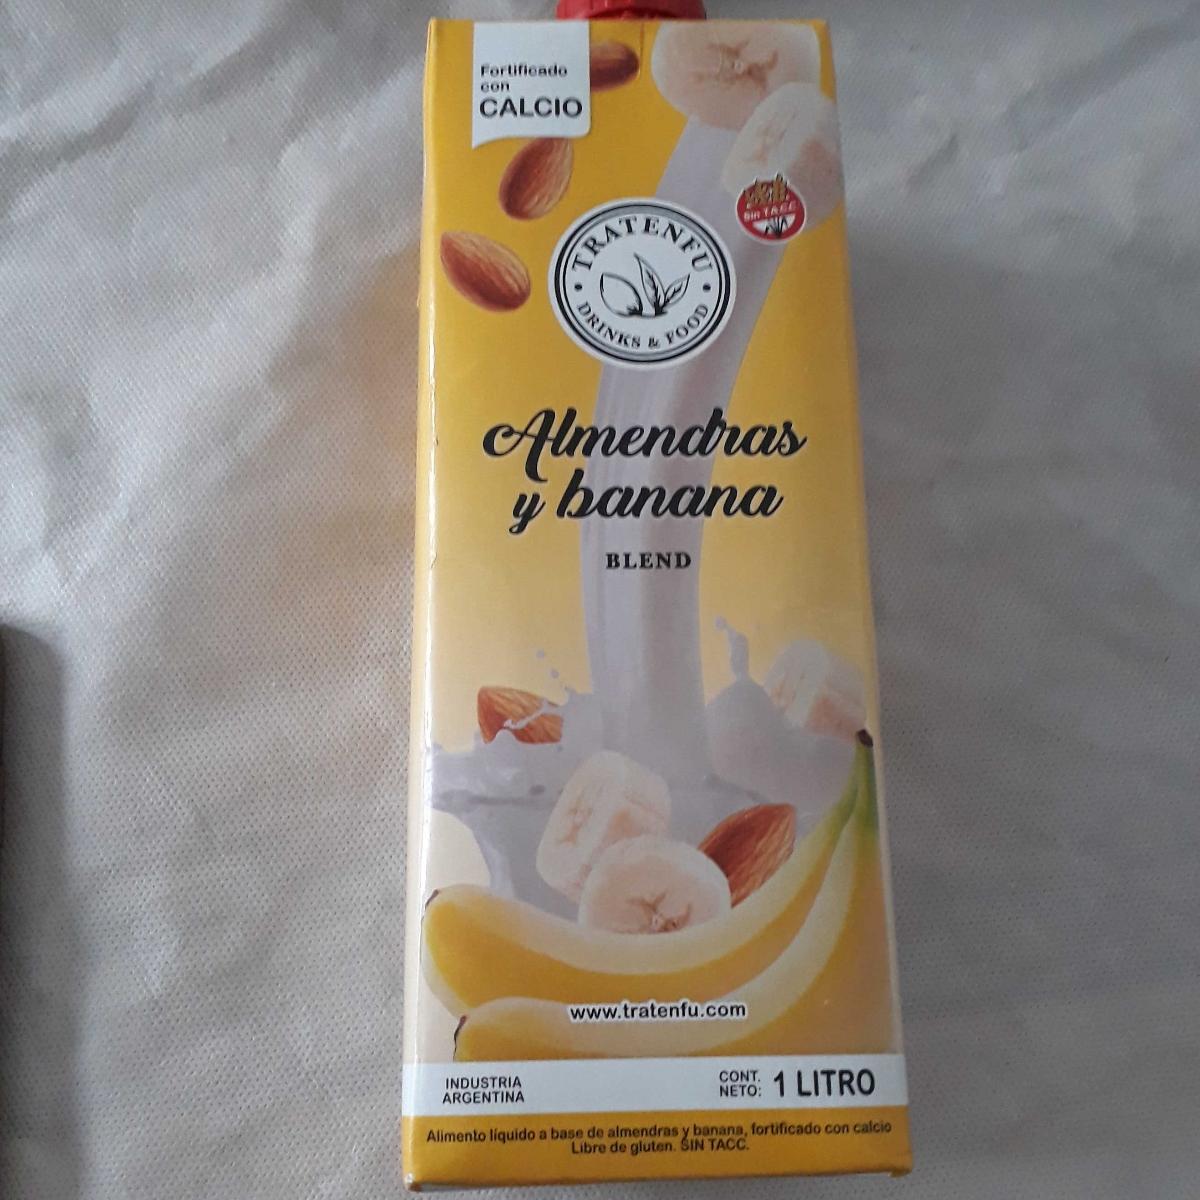 Fortificado
con
CALCIO
SIN T.A.C.C.
TRATENFU
DRINKS & FOOD
Almendras
y banana
BLEND
www.tratenfu.com
INDUSTRIA
ARGENTINA
CONT.
NETO: 1 LITRO
Alimento líquido a base de almendras y banana, fortificado con calcio
Libre de gluten. SIN TACC.